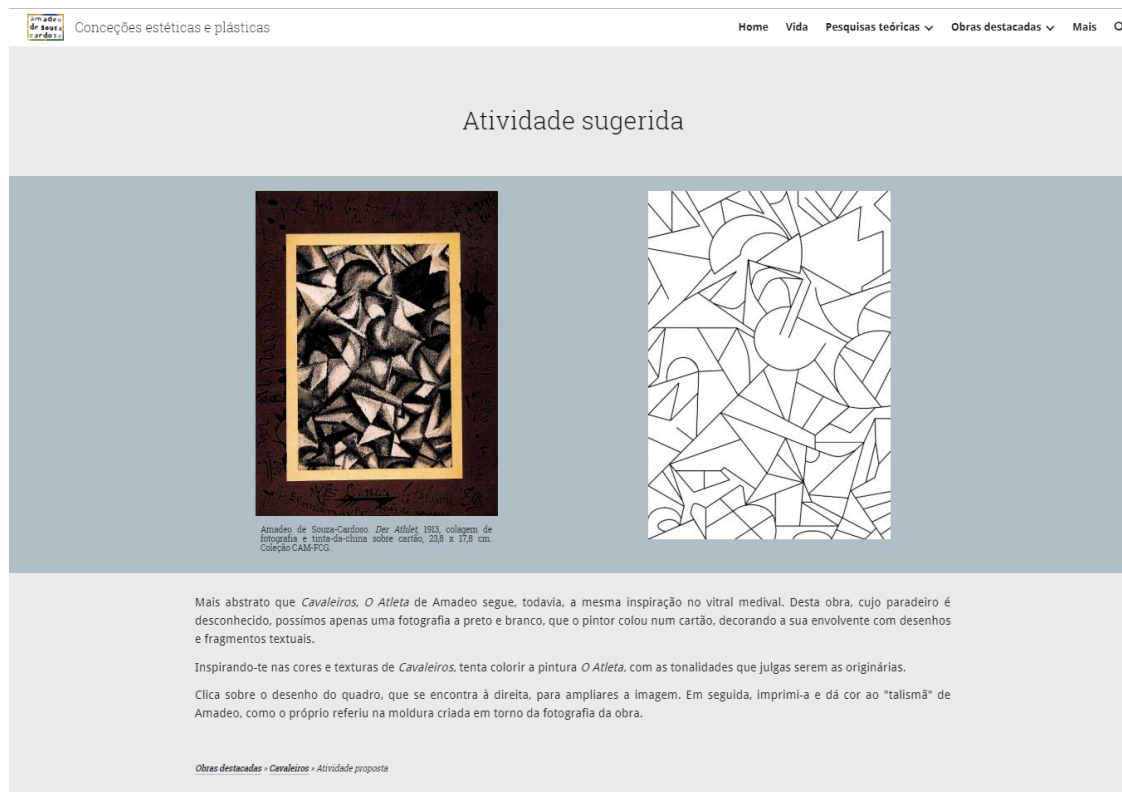 amadeo
de souza
cardoso
Conceções estéticas e plásticas
Home Vida Pesquisas teóricas Obras destacadas Mais
Atividade sugerida
Amadeo de Souza-Cardoso. Der Athlet, 1913, colagem de
fotografia e tinta-da-china sobre cartão, 23,8 x 17,8 cm.
Coleção CAM-FCG.
Mais abstrato que Cavaleiros, O Atleta de Amadeo segue, todavia, a mesma inspiração no vitral medival. Desta obra, cujo paradeiro é
desconhecido, possímos apenas uma fotografia a preto e branco, que o pintor colou num cartão, decorando a sua envolvente com desenhos
e fragmentos textuais.
Inspirando-te nas cores e texturas de Cavaleiros, tenta colorir a pintura O Atleta, com as tonalidades que julgas serem as originárias.
Clica sobre o desenho do quadro, que se encontra à direita, para ampliares a imagem. Em seguida, imprimi-a e dá cor ao "talismã" de
Amadeo, como o próprio referiu na moldura criada em torno da fotografia da obra.
Obras destacadas » Cavaleiros » Atividade proposta